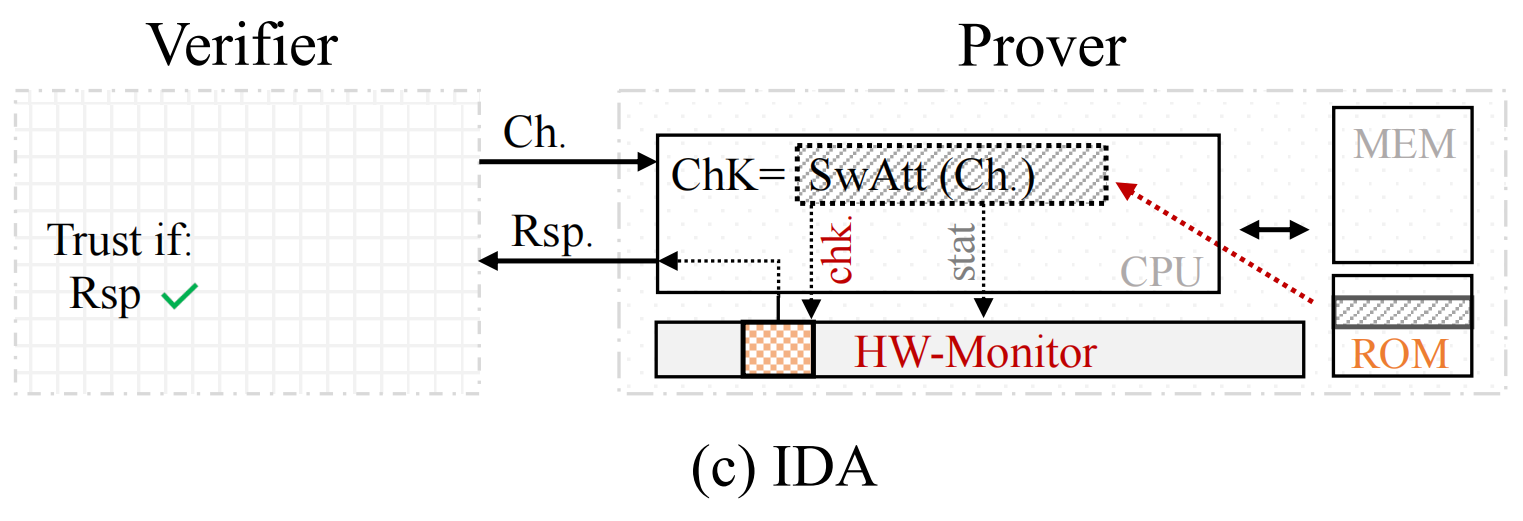 Verifier
Prover
Ch.
Rsp.
Trust if:
Rsp
ChK= SwAtt (Ch.)
chk.
stat
CPU
MEM
ROM
HW-Monitor
(c) IDA